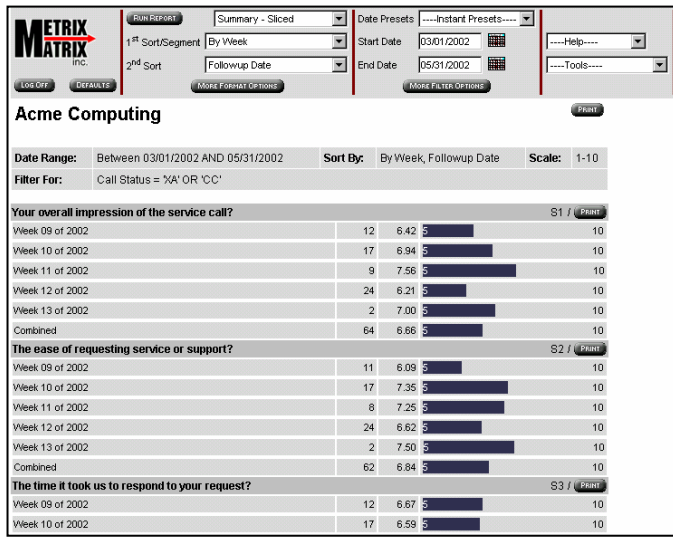 METRIX MATRIX inc.
RUN REPORT Summary - Sliced Date Presets ----Instant Presets----
1st Sort/Segment By Week Start Date 03/01/2002 ----Help----
2nd Sort Followup Date End Date 05/31/2002 ----Tools----
LOG OFF DEFAULTS MORE FORMAT OPTIONS MORE FILTER OPTIONS
Acme Computing PRINT
Date Range: Between 03/01/2002 AND 05/31/2002 Sort By: By Week, Followup Date Scale: 1-10
Filter For: Call Status = 'XA' OR 'CC'
Your overall impression of the service call? S1 / PRINT
Week 09 of 2002 12 6.42 5 10
Week 10 of 2002 17 6.94 5 10
Week 11 of 2002 9 7.56 5 10
Week 12 of 2002 24 6.21 5 10
Week 13 of 2002 2 7.00 5 10
Combined 64 6.66 5 10
The ease of requesting service or support? S2 / PRINT
Week 09 of 2002 11 6.09 5 10
Week 10 of 2002 17 7.35 5 10
Week 11 of 2002 8 7.25 5 10
Week 12 of 2002 24 6.62 5 10
Week 13 of 2002 2 7.50 5 10
Combined 62 6.84 5 10
The time it took us to respond to your request? S3 / PRINT
Week 09 of 2002 12 6.67 5 10
Week 10 of 2002 17 6.59 5 10